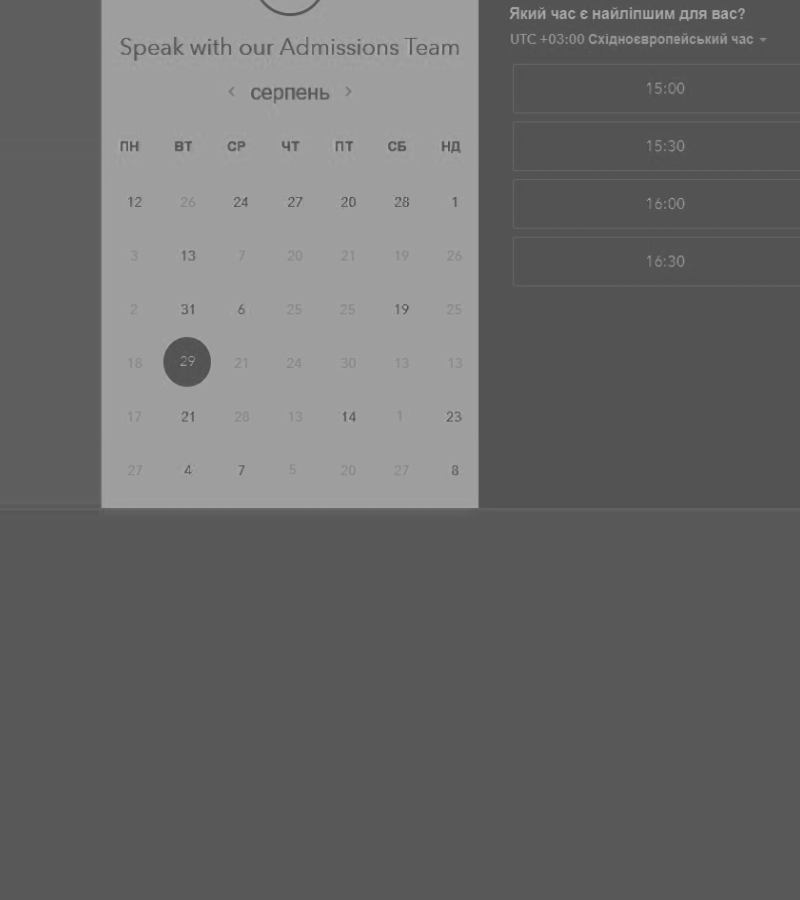 Speak with our Admissions Team
серпень
ПН ВТ СР ЧТ ПТ СБ НД
12 26 24 27 20 28 1
3 13 7 20 21 19 26
2 31 6 25 25 19 25
18 29 21 24 30 13 13
17 21 28 13 14 1 23
27 4 7 5 20 27 8
Який час є найліпшим для вас?
UTC +03:00 Східноєвропейський час
15:00
15:30
16:00
16:30